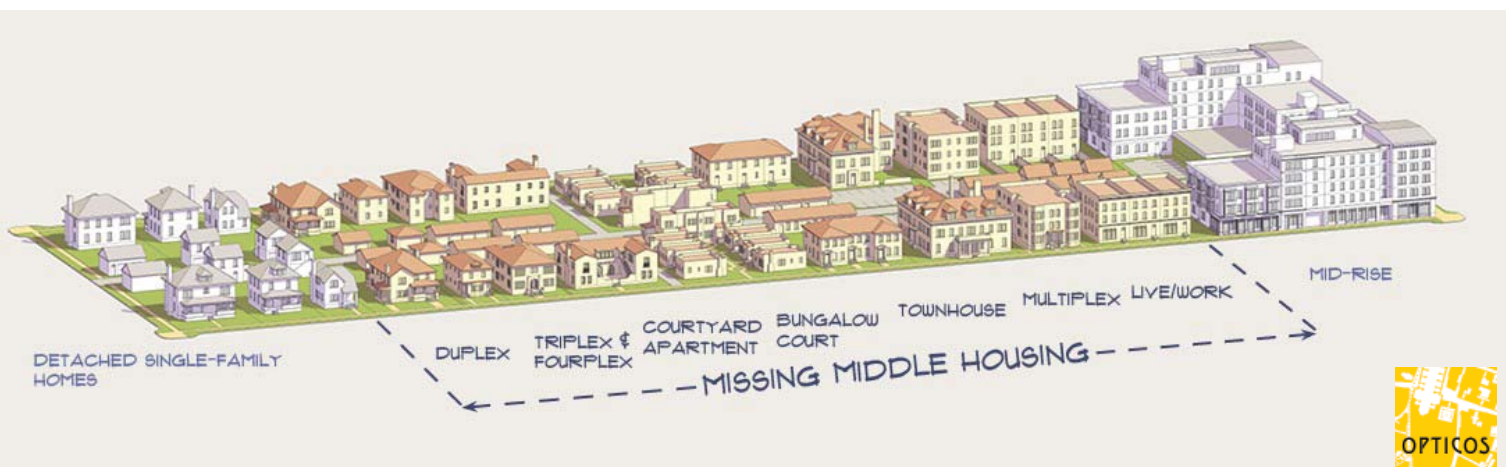 DETACHED SINGLE-FAMILY
HOMES
DUPLEX
TRIPLEX &
FOURPLEX
COURTYARD
APARTMENT
BUNGALOW
COURT
TOWNHOUSE
MULTIPLEX
LIVE/WORK
MID-RISE
MISSING MIDDLE HOUSING
OPTICOS